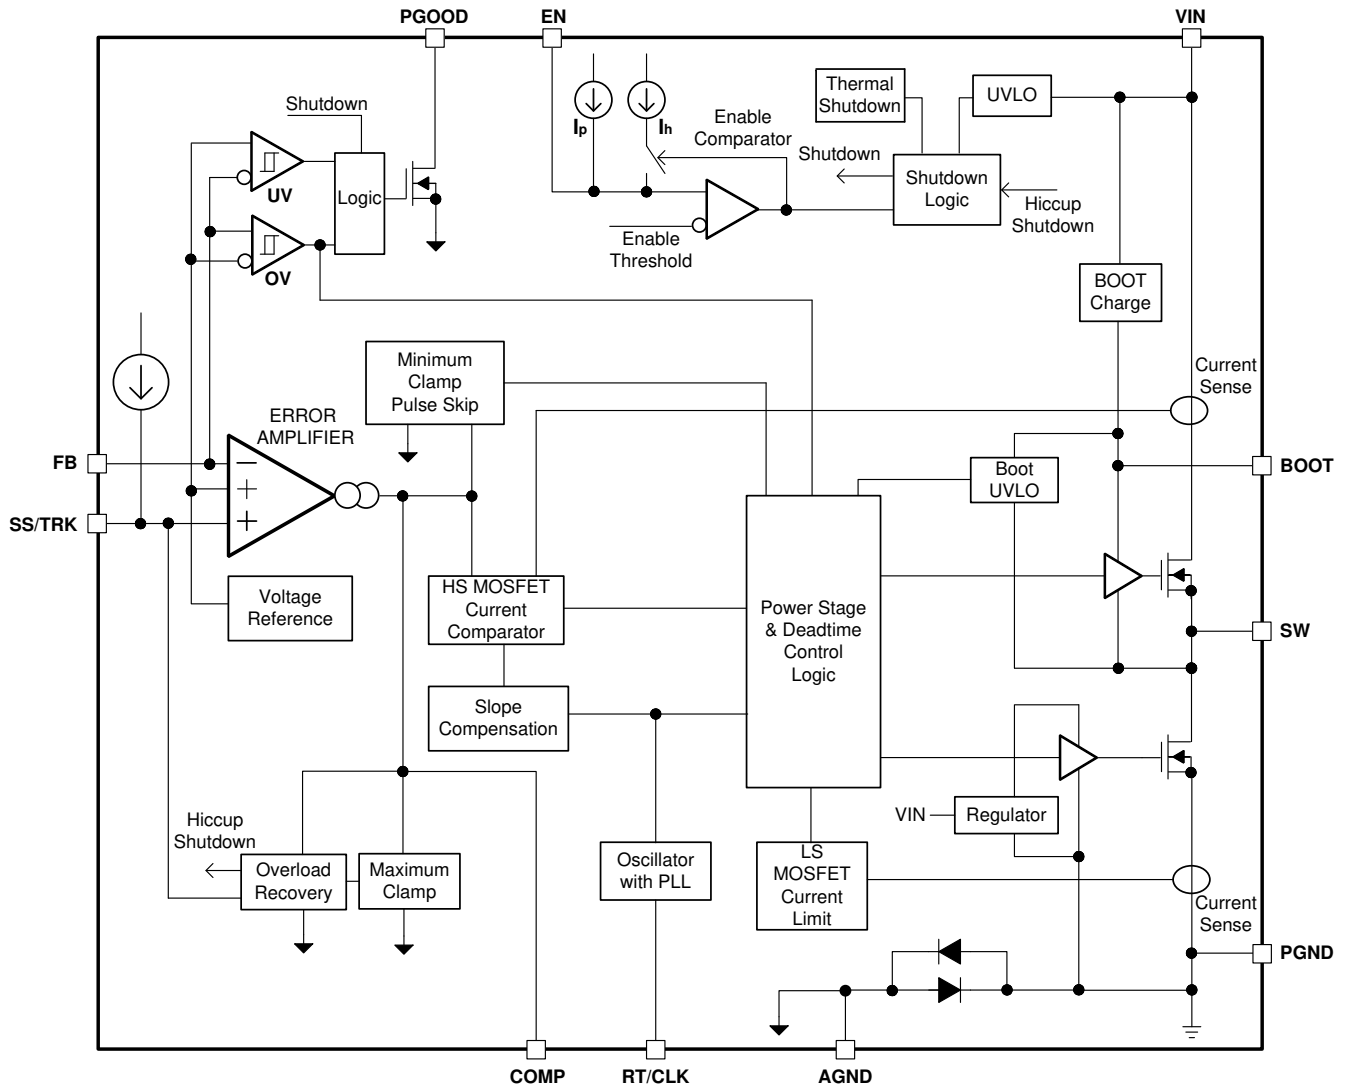 PGOOD
EN
VIN
Shutdown
UV
Logic
OV
Ip
Ih
Enable
Comparator
Enable
Threshold
Thermal
Shutdown
UVLO
Shutdown
Shutdown
Logic
Hiccup
Shutdown
BOOT
Charge
Current
Sense
Minimum
Clamp
Pulse Skip
ERROR
AMPLIFIER
FB
SS/TRK
BOOT
Boot
UVLO
Voltage
Reference
HS MOSFET
Current
Comparator
Power Stage
& Deadtime
Control
Logic
SW
Slope
Compensation
VIN
Regulator
Hiccup
Shutdown
Overload
Recovery
Maximum
Clamp
Oscillator
with PLL
LS
MOSFET
Current
Limit
Current
Sense
PGND
COMP
RT/CLK
AGND